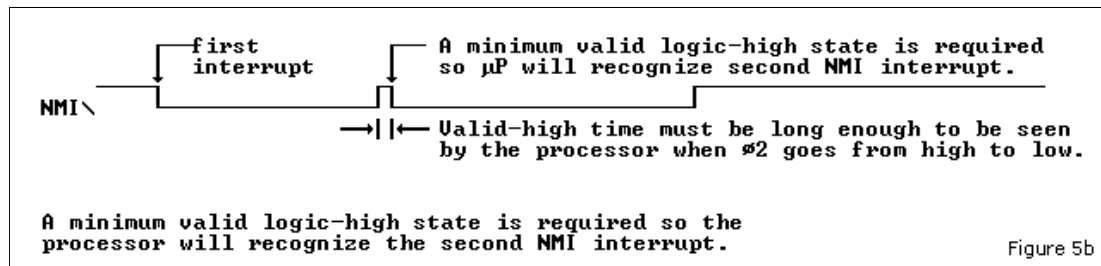 first
interrupt
A minimum valid logic-high state is required
so µP will recognize second NMI interrupt.
NMI\
Valid-high time must be long enough to be seen
by the processor when ø2 goes from high to low.
A minimum valid logic-high state is required so the
processor will recognize the second NMI interrupt.
Figure 5b